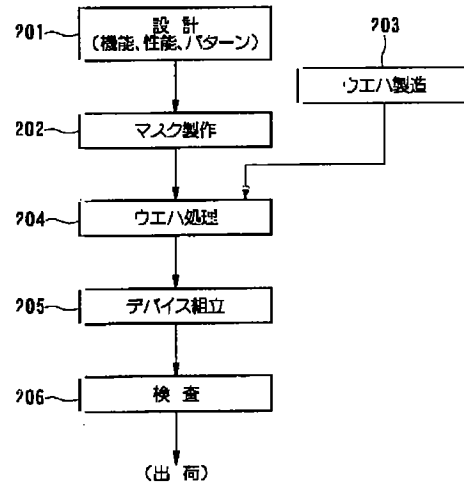 201
設 計
(機能、性能、パターン)
203
ウエハ製造
202
マスク製作
204
ウエハ処理
205
デバイス組立
206
検 査
(出 荷)